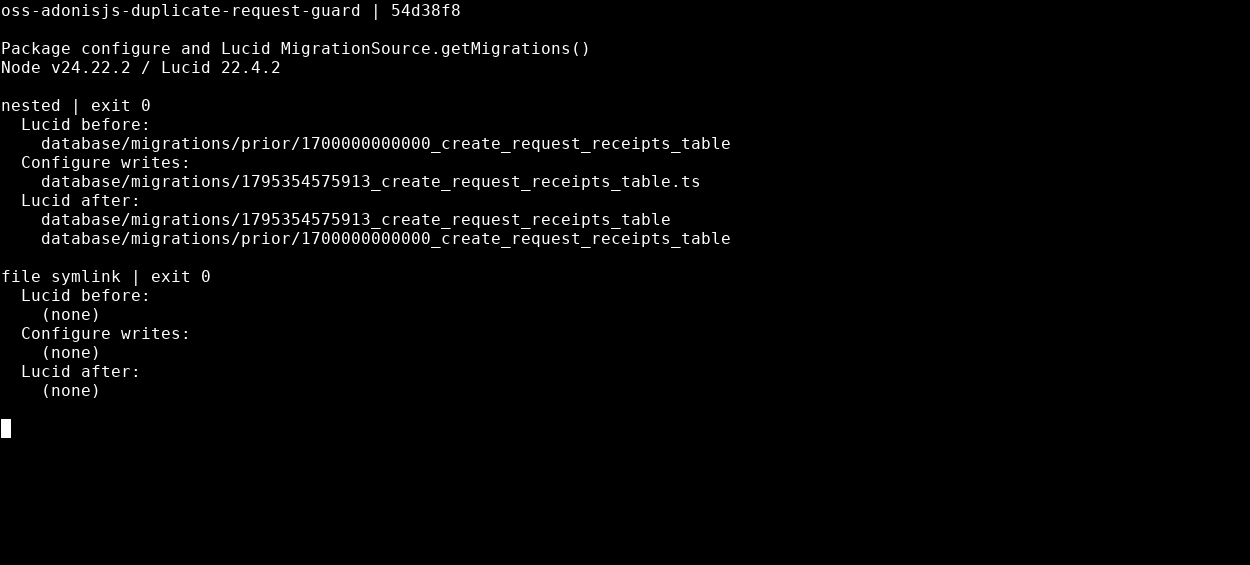 oss-adonisjs-duplicate-request-guard | 54d38f8
Package configure and Lucid MigrationSource.getMigrations()
Node v24.22.2 / Lucid 22.4.2
nested | exit 0
Lucid before:
database/migrations/prior/1700000000000_create_request_receipts_table
Configure writes:
database/migrations/1795354575913_create_request_receipts_table.ts
Lucid after:
database/migrations/1795354575913_create_request_receipts_table
database/migrations/prior/1700000000000_create_request_receipts_table
file symlink | exit 0
Lucid before:
(none)
Configure writes:
(none)
Lucid after:
(none)